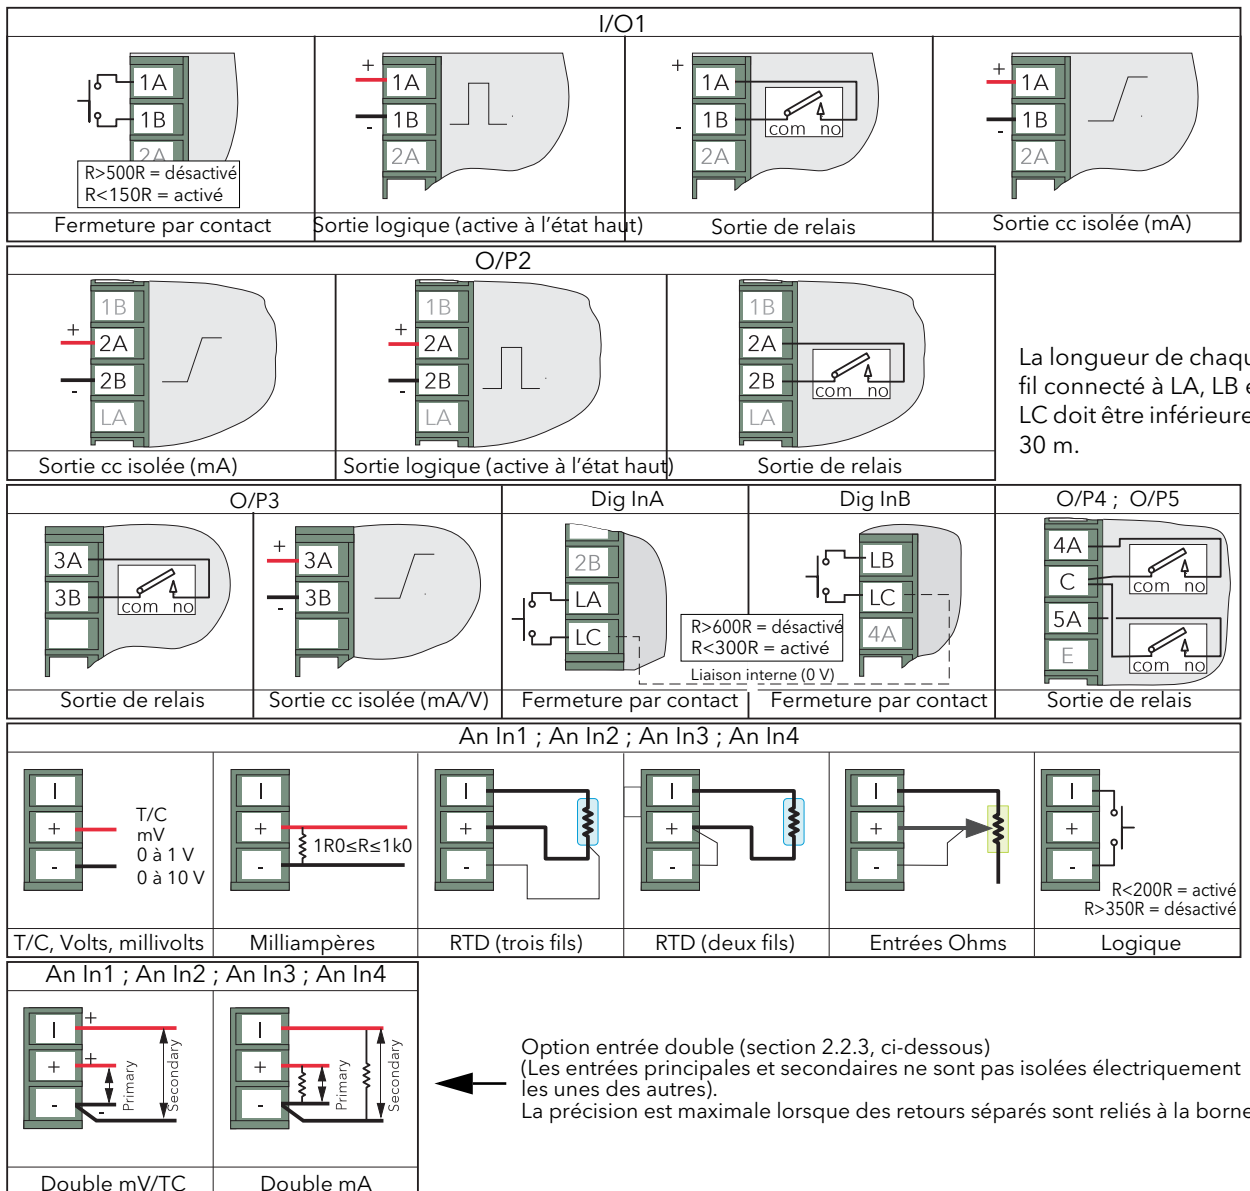 I/O1
1A
1B
2A
R>500R = désactivé
R<150R = activé
Fermeture par contact
+
1A
1B
-
2A
Sortie logique (active à l'état haut)
+
1A
1B
-
2A
com no
Sortie de relais
+
1A
1B
-
2A
Sortie cc isolée (mA)
O/P2
1B
+
2A
2B
-
LA
Sortie cc isolée (mA)
1B
+
2A
2B
-
LA
Sortie logique (active à l'état haut)
1B
2A
2B
LA
com no
Sortie de relais
La longueur de chaqu
fil connecté à LA, LB e
LC doit être inférieure
30 m.
O/P3
3A
3B
com no
Sortie de relais
+
3A
3B
-
Sortie cc isolée (mA/V)
Dig InA
2B
LA
LC
Fermeture par contact
R>600R = désactivé
R<300R = activé
Liaison interne (0 V)
Dig InB
LB
LC
4A
Fermeture par contact
O/P4 ; O/P5
4A
C
5A
E
com no
com no
Sortie de relais
An In1 ; An In2 ; An In3 ; An In4
I
+
-
T/C
mV
0 à 1 V
0 à 10 V
T/C, Volts, millivolts
I
+
-
1R0≤R≤1k0
Milliampères
I
+
-
RTD (trois fils)
I
+
-
RTD (deux fils)
I
+
-
Entrées Ohms
I
+
-
R<200R = activé
R>350R = désactivé
Logique
An In1 ; An In2 ; An In3 ; An In4
I
+
-
+
+
-
Primary
Secondary
Double mV/TC
I
+
-
Primary
Secondary
Double mA
Option entrée double (section 2.2.3, ci-dessous)
(Les entrées principales et secondaires ne sont pas isolées électriquement
les unes des autres).
La précision est maximale lorsque des retours séparés sont reliés à la borne